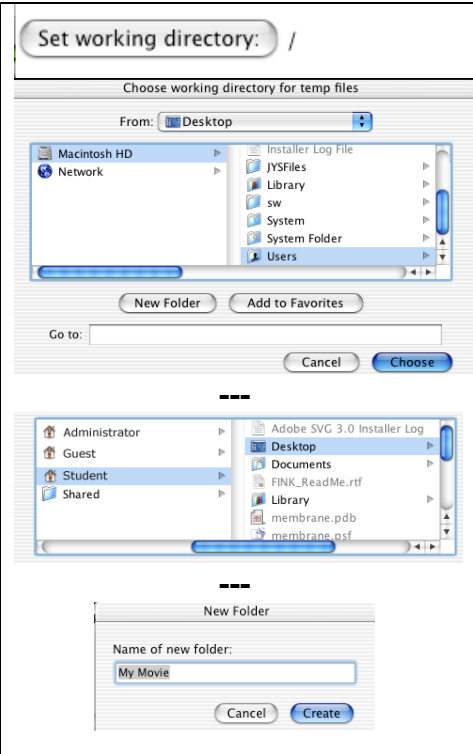 Set working directory: /
Choose working directory for temp files
From: Desktop
Macintosh HD
Network
Installer Log File
JYSFiles
Library
sw
System
System Folder
Users
New Folder Add to Favorites
Go to:
Cancel Choose
---
Administrator
Guest
Student
Shared
Adobe SVG 3.0 Installer Log
Desktop
Documents
FINK_ReadMe.rtf
Library
membrane.pdb
membrane.psf
---
New Folder
Name of new folder:
My Movie
Cancel Create